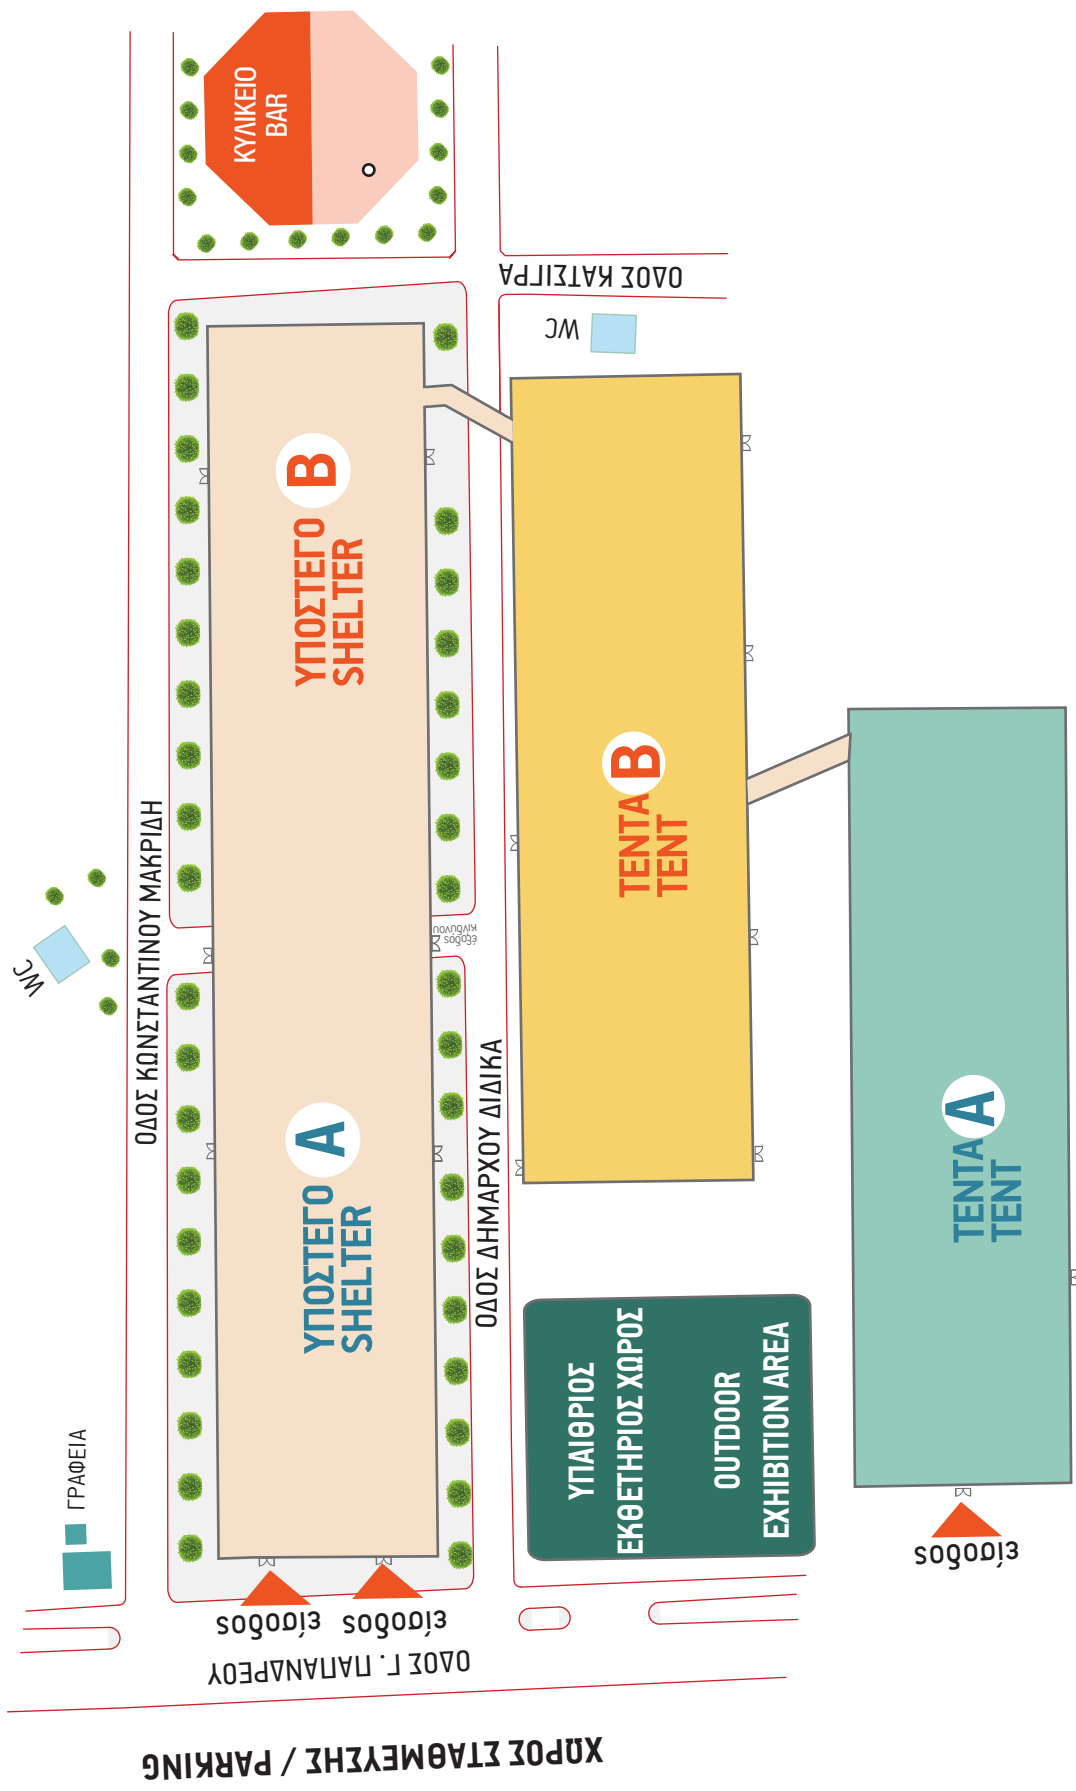 ΚΥΛΙΚΕΙΟ
BAR
ΟΔΟΣ ΚΑΤΣΙΓΡΑ
WC
B
ΥΠΟΣΤΕΓΟ
SHELTER
B
ΤΕΝΤΑ
TENT
ΟΔΟΣ ΚΩΝΣΤΑΝΤΙΝΟΥ ΜΑΚΡΙΔΗ
WC
έξοδος
κινδύνου
A
ΥΠΟΣΤΕΓΟ
SHELTER
ΟΔΟΣ ΔΗΜΑΡΧΟΥ ΔΙΔΙΚΑ
A
ΤΕΝΤΑ
TENT
ΥΠΑΙΘΡΙΟΣ
ΕΚΘΕΤΗΡΙΟΣ ΧΩΡΟΣ
OUTDOOR
EXHIBITION AREA
ΓΡΑΦΕΙΑ
είσοδος
είσοδος
είσοδος
ΟΔΟΣ Γ. ΠΑΠΑΝΔΡΕΟΥ
ΧΩΡΟΣ ΣΤΑΘΜΕΥΣΗΣ / PARKING